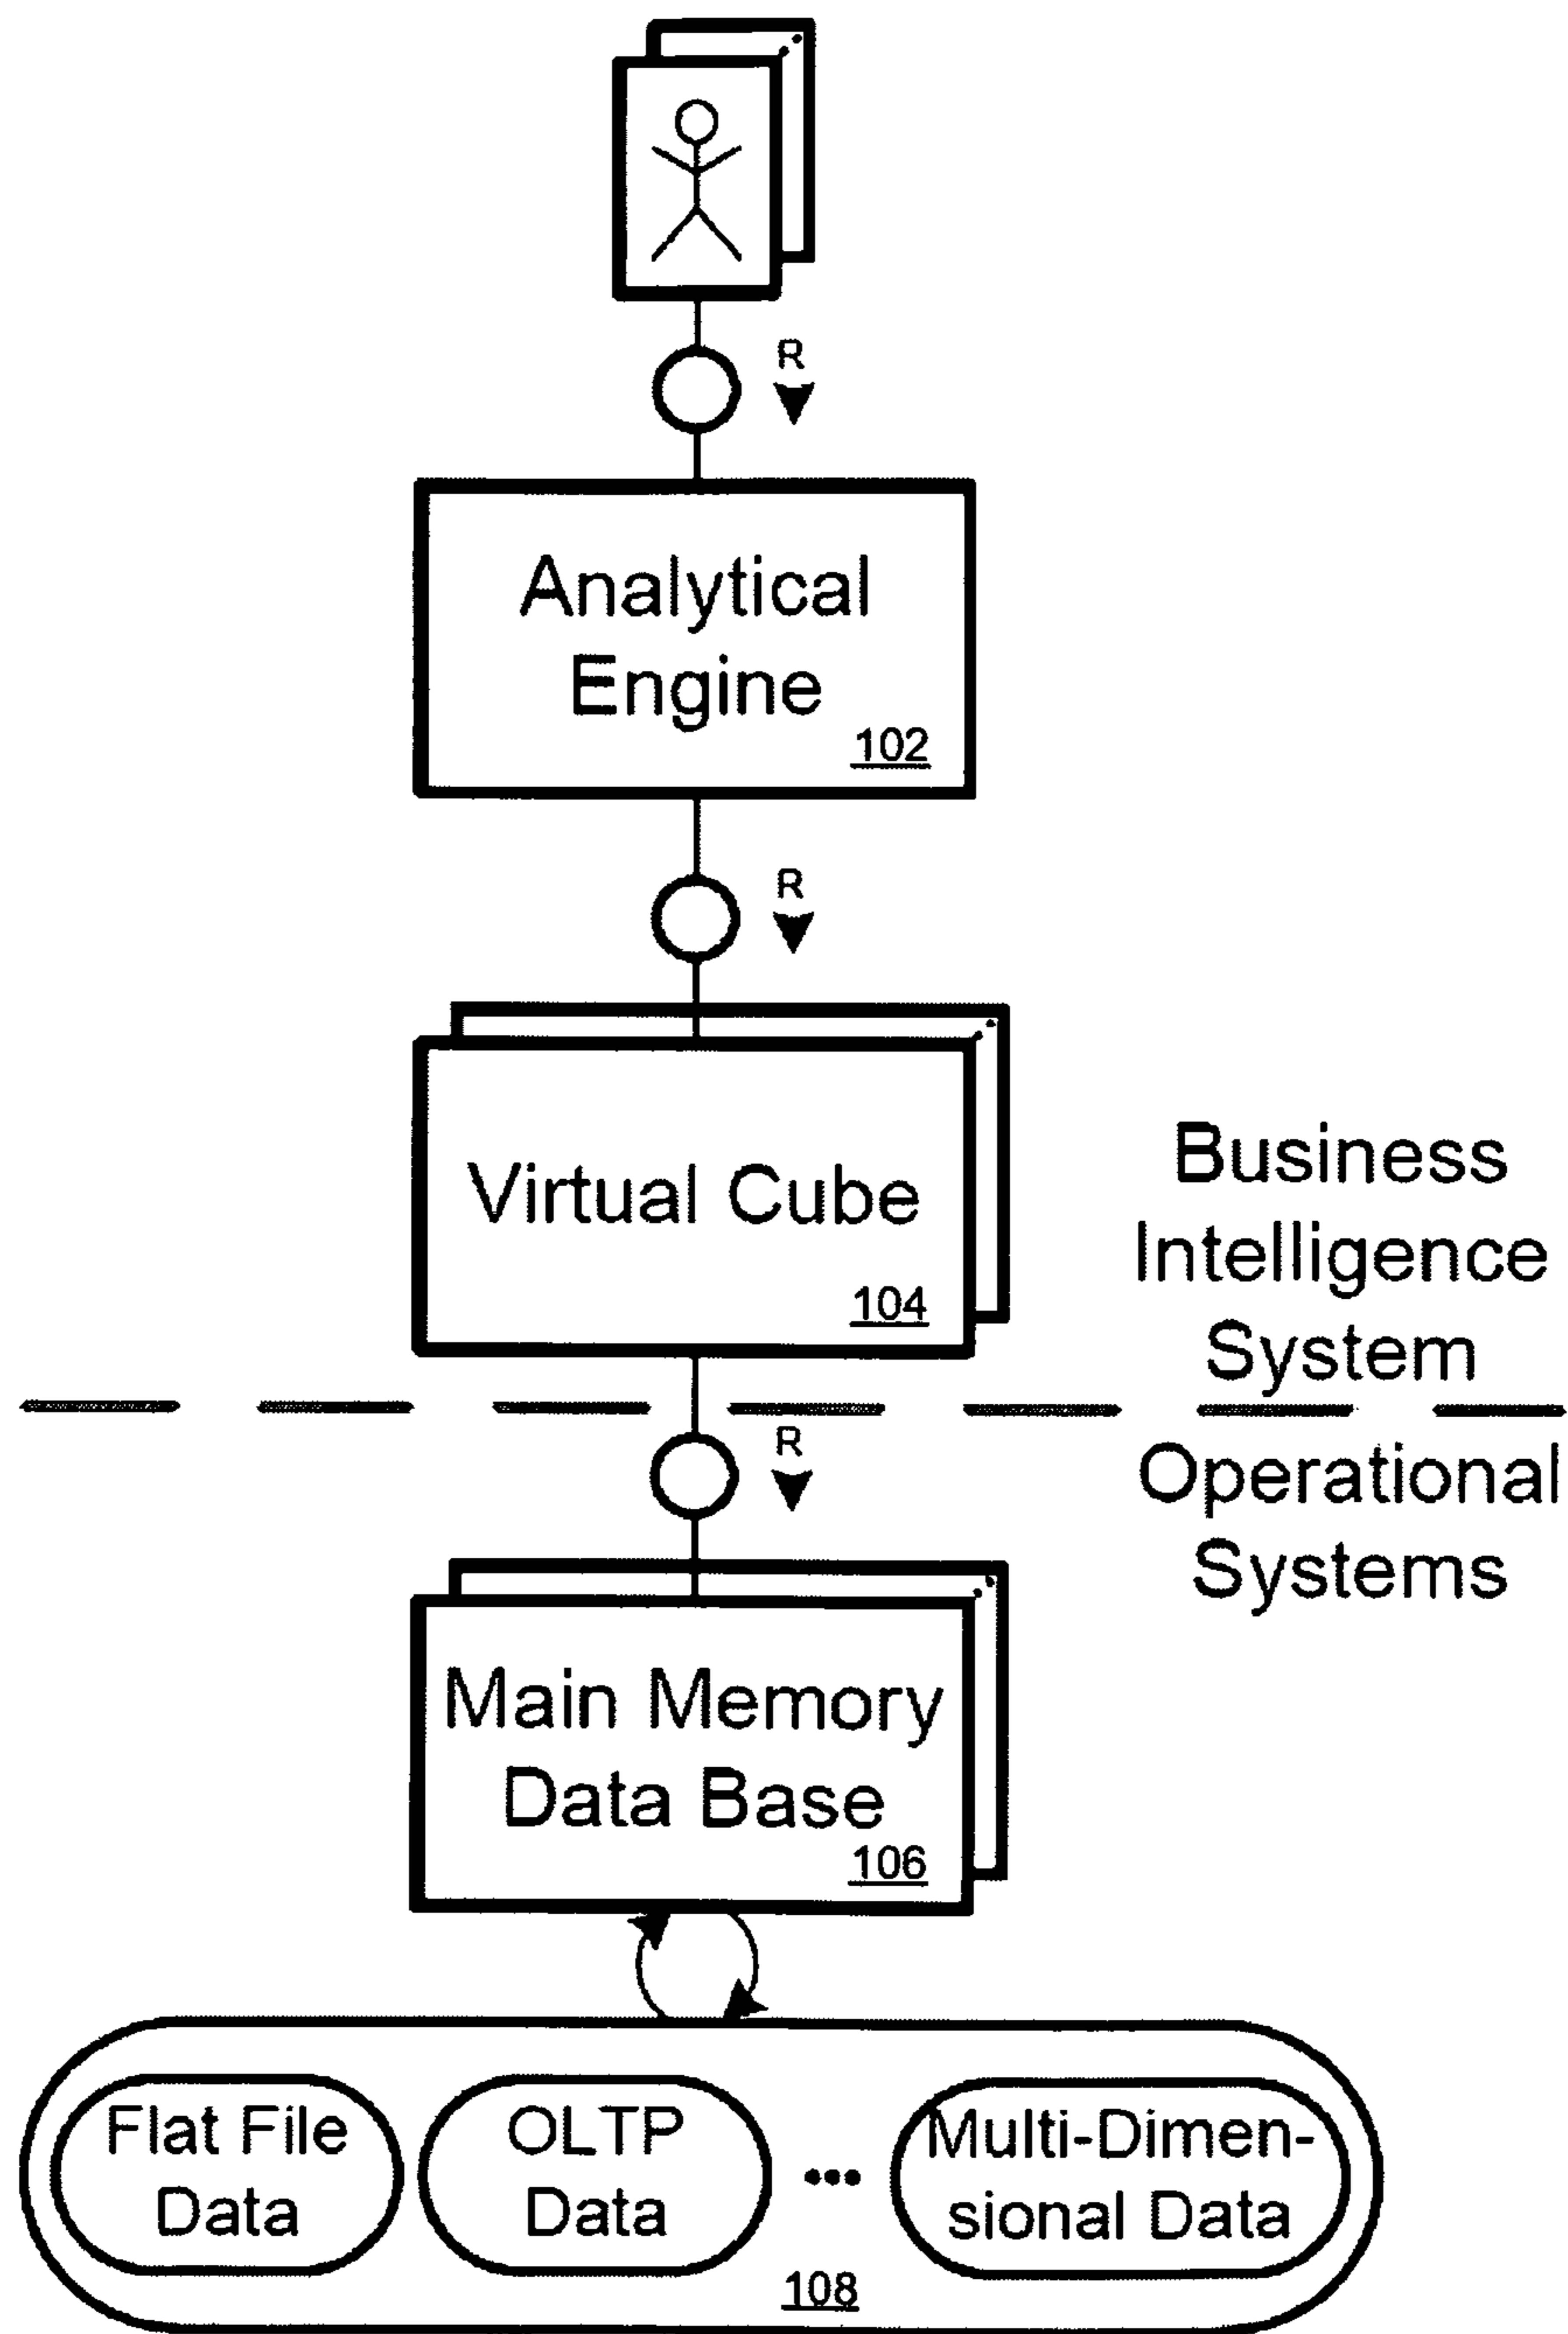 R
Analytical
Engine
102
R
Virtual Cube
104
Business
Intelligence
System
R
Operational
Systems
Main Memory
Data Base
106
Flat File
Data
OLTP
Data
...
Multi-Dimen-
sional Data
108